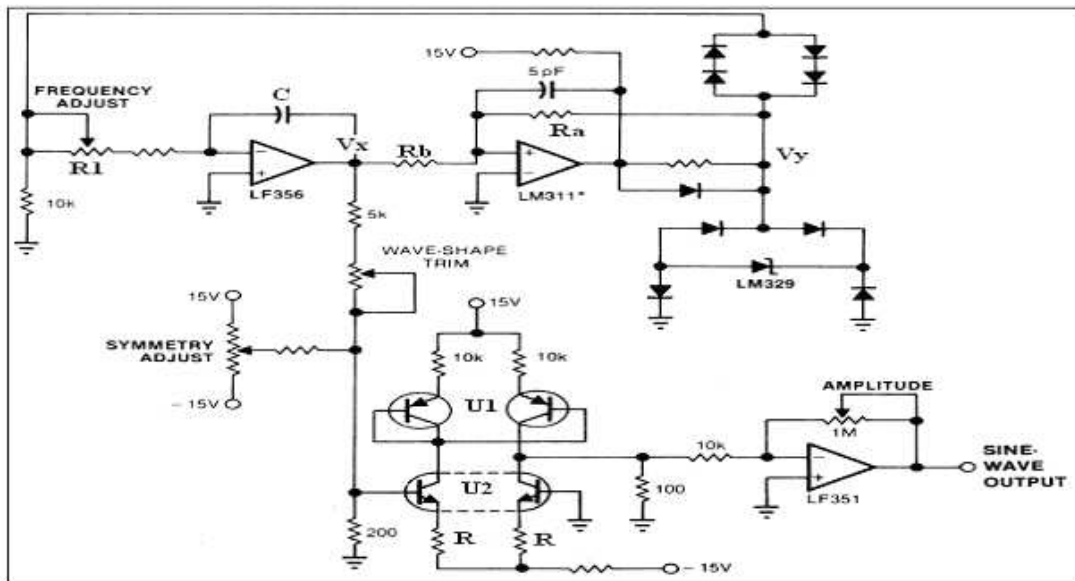 15V
5pF
FREQUENCY
ADJUST
C
Ra
Vx
Rb
Vy
R1
LF356
LM311*
10k
5k
WAVE-SHAPE
TRIM
LM329
15V
15V
SYMMETRY
ADJUST
10k
10k
-15V
U1
AMPLITUDE
1M
10k
SINE-
WAVE
OUTPUT
U2
100
LF351
200
R
R
-15V